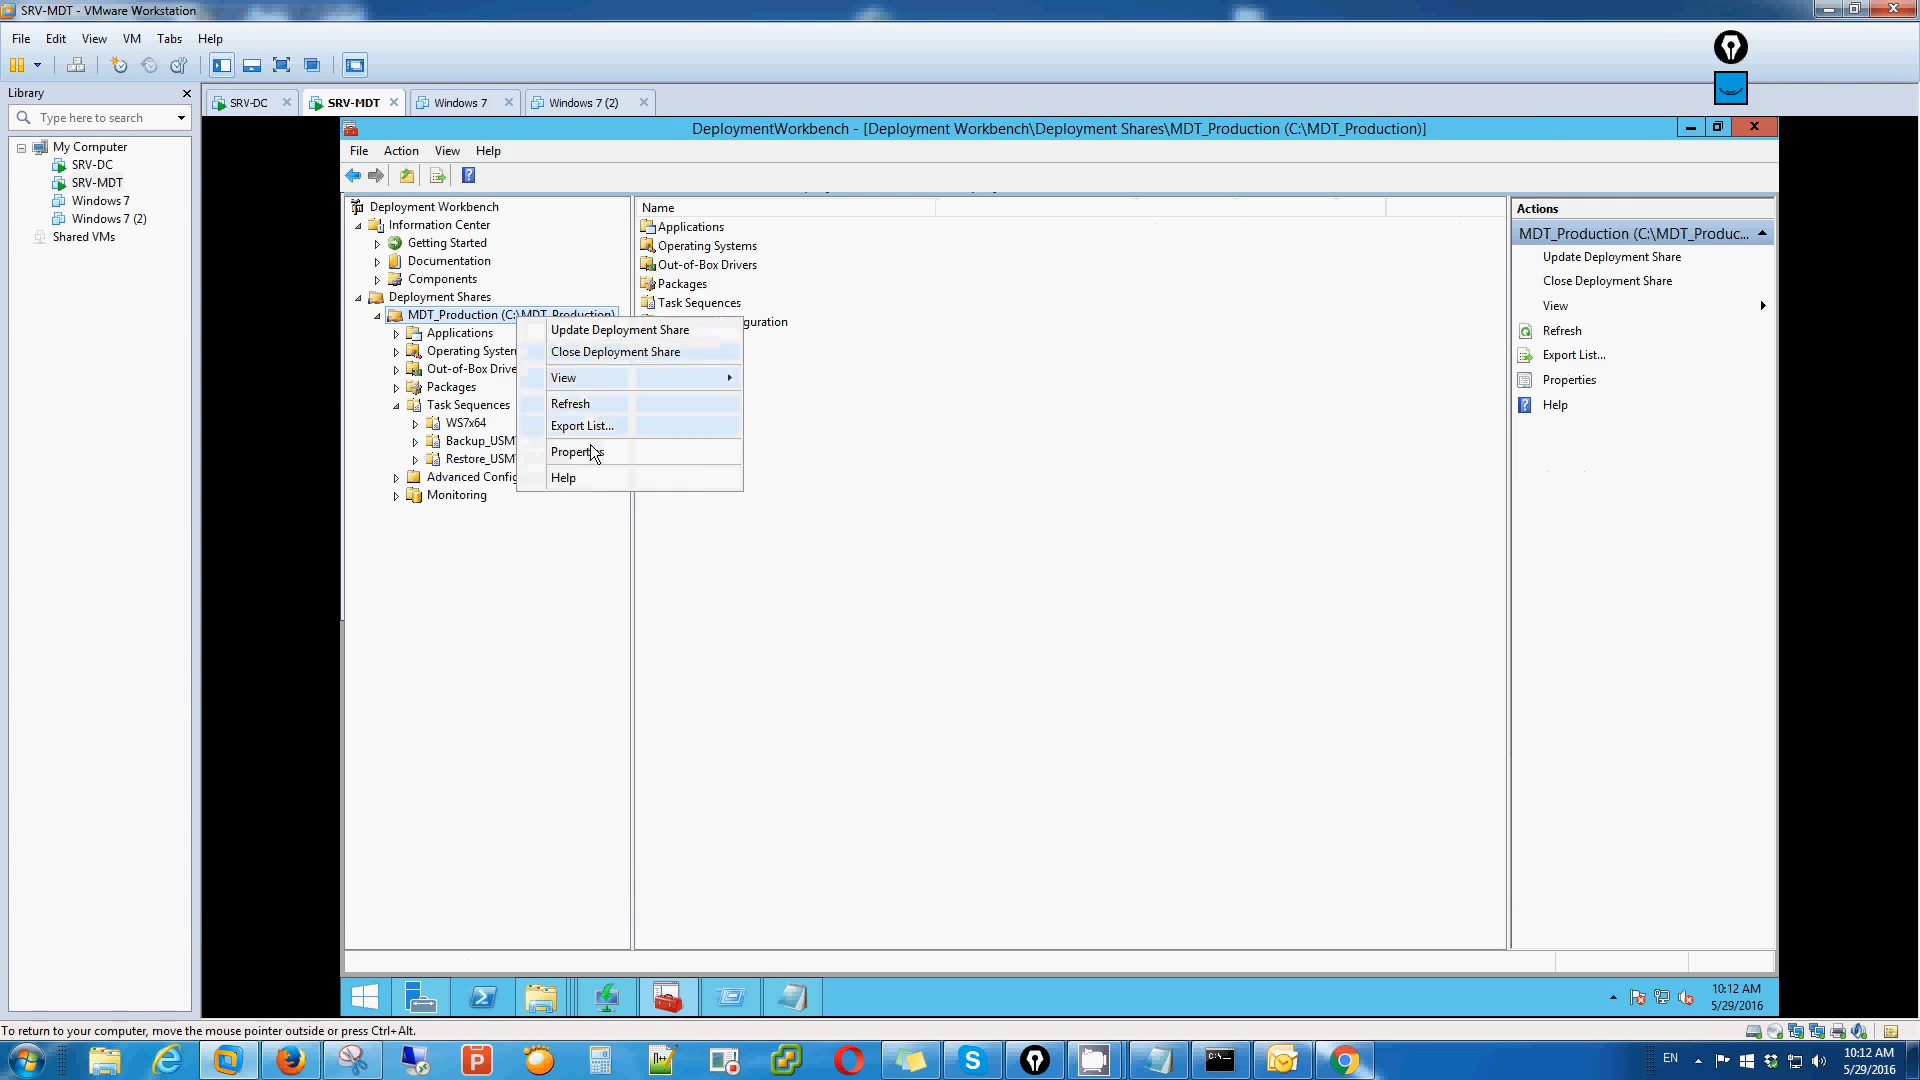 SRV-MDT - VMware Workstation
File Edit View VM Tabs Help
Library
Type here to search
My Computer
SRV-DC
SRV-MDT
Windows 7
Windows 7 (2)
Shared VMs
SRV-DC SRV-MDT Windows 7 Windows 7 (2)
DeploymentWorkbench - [Deployment Workbench\Deployment Shares\MDT_Production (C:\MDT_Production)]
File Action View Help
Deployment Workbench
Information Center
Getting Started
Documentation
Components
Deployment Shares
MDT_Production (C:\MDT_Production)
Applications
Operating System
Out-of-Box Drive
Packages
Task Sequences
WS7x64
Backup_USM
Restore_USM
Advanced Config
Monitoring
Update Deployment Share
Close Deployment Share
View
Refresh
Export List...
Properties
Help
Name
Applications
Operating Systems
Out-of-Box Drivers
Packages
Task Sequences
guration
Actions
MDT_Production (C:\MDT_Produc...
Update Deployment Share
Close Deployment Share
View
Refresh
Export List...
Properties
Help
10:12 AM
5/29/2016
To return to your computer, move the mouse pointer outside or press Ctrl+Alt.
EN
10:12 AM
5/29/2016